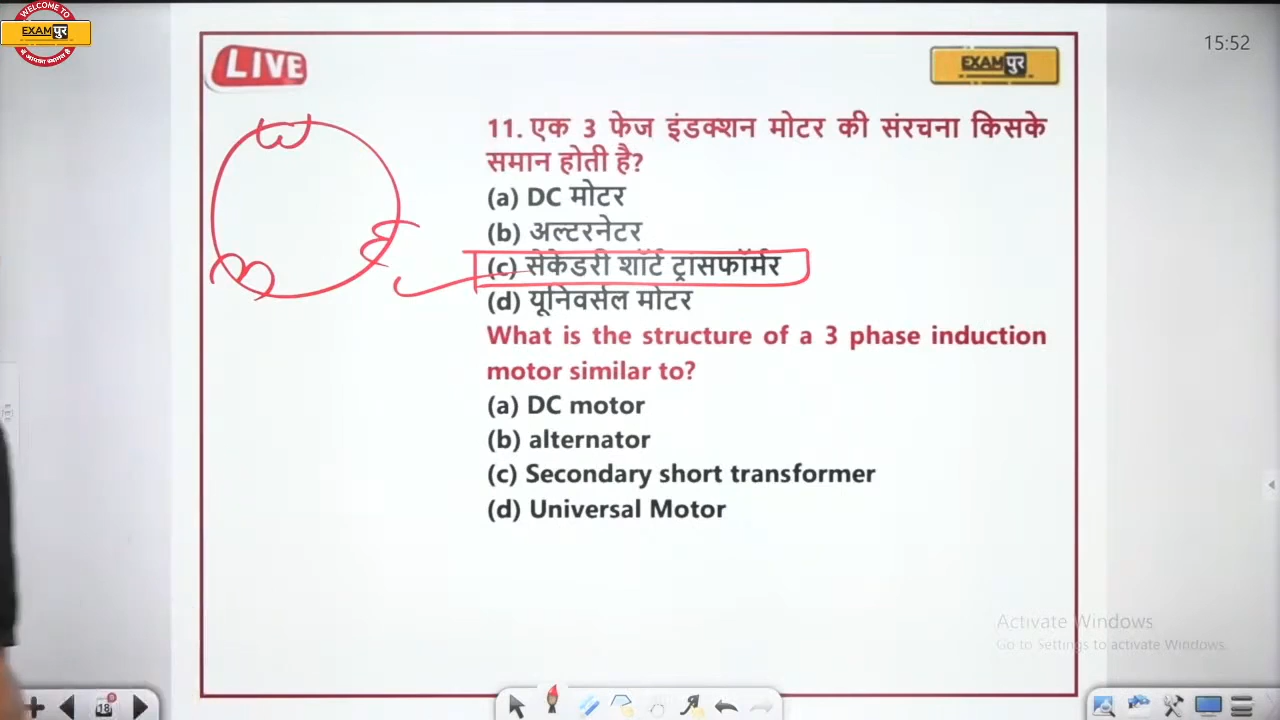 WELCOME TO
EXAMपुर
में आपका स्वागत है
15:52
LIVE
EXAMपुर
11. एक 3 फेज इंडक्शन मोटर की संरचना किसके
समान होती है?
(a) DC मोटर
(b) अल्टरनेटर
(c) सेकेंडरी शॉर्ट ट्रासफॉर्मर
(d) यूनिवर्सल मोटर
What is the structure of a 3 phase induction
motor similar to?
(a) DC motor
(b) alternator
(c) Secondary short transformer
(d) Universal Motor
Activate Windows
Go to Settings to activate Windows.
18